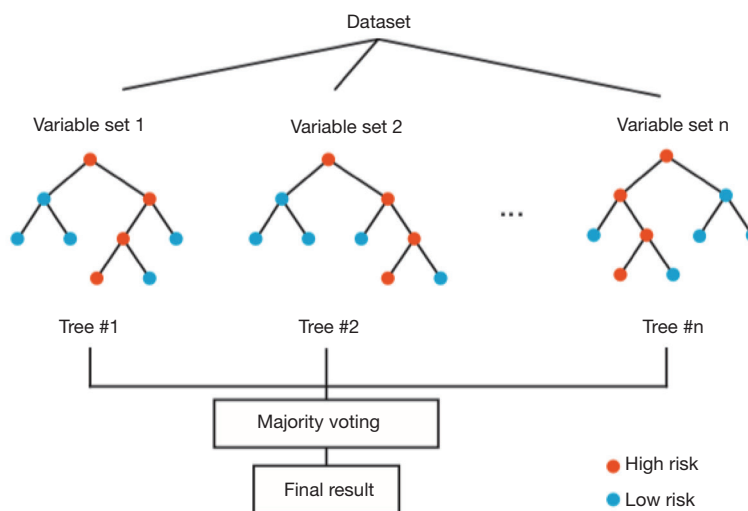 Dataset
Variable set 1
Variable set 2
Variable set n
...
Tree #1
Tree #2
Tree #n
Majority voting
Final result
High risk
Low risk